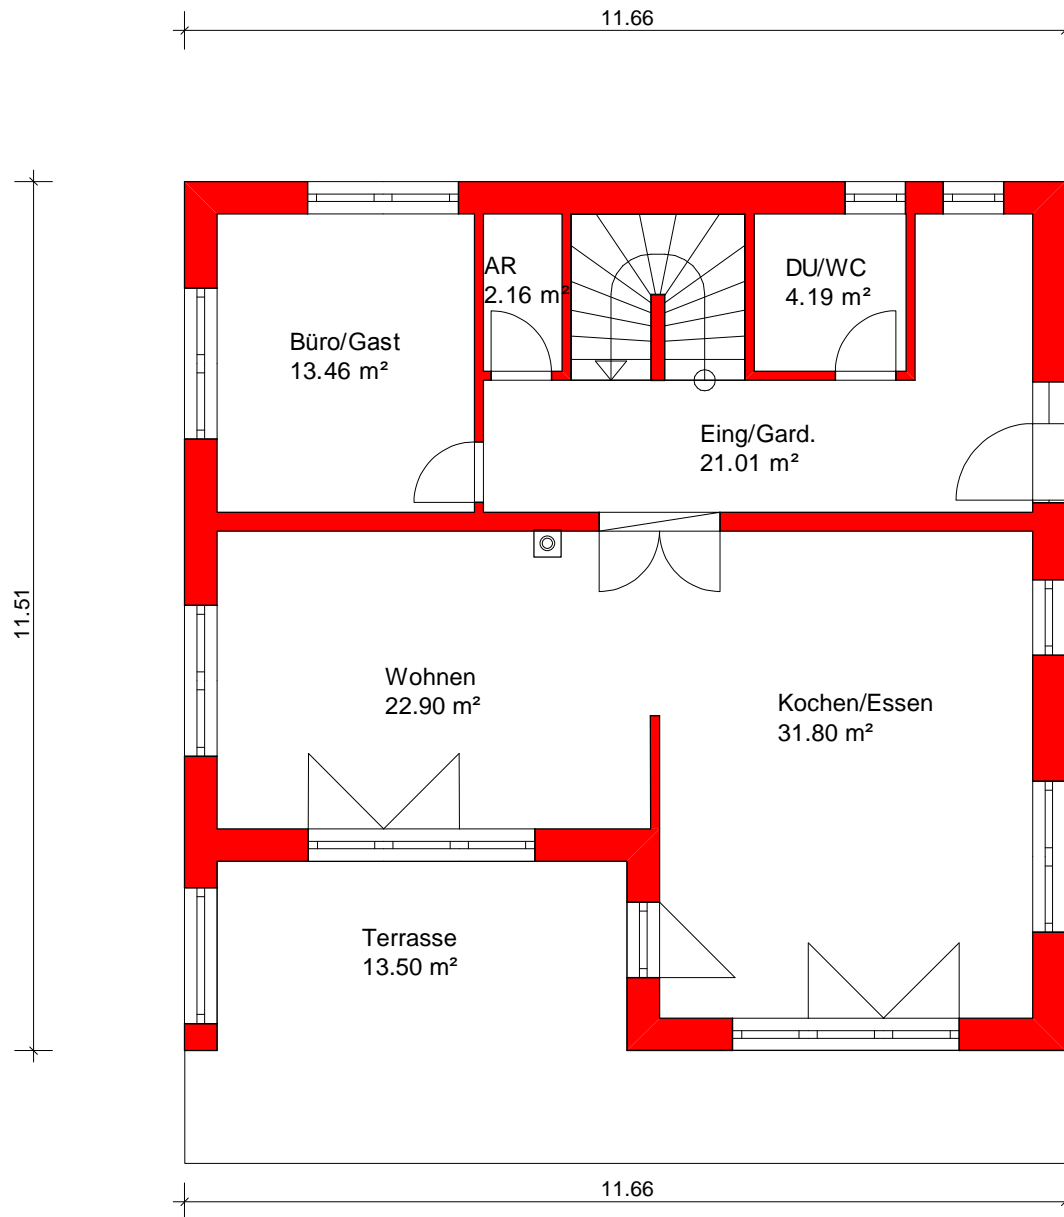 11.66
AR
2.16 m²
DU/WC
4.19 m²
Büro/Gast
13.46 m²
Eing/Gard.
21.01 m²
11.51
Wohnen
22.90 m²
Kochen/Essen
31.80 m²
Terrasse
13.50 m²
11.66